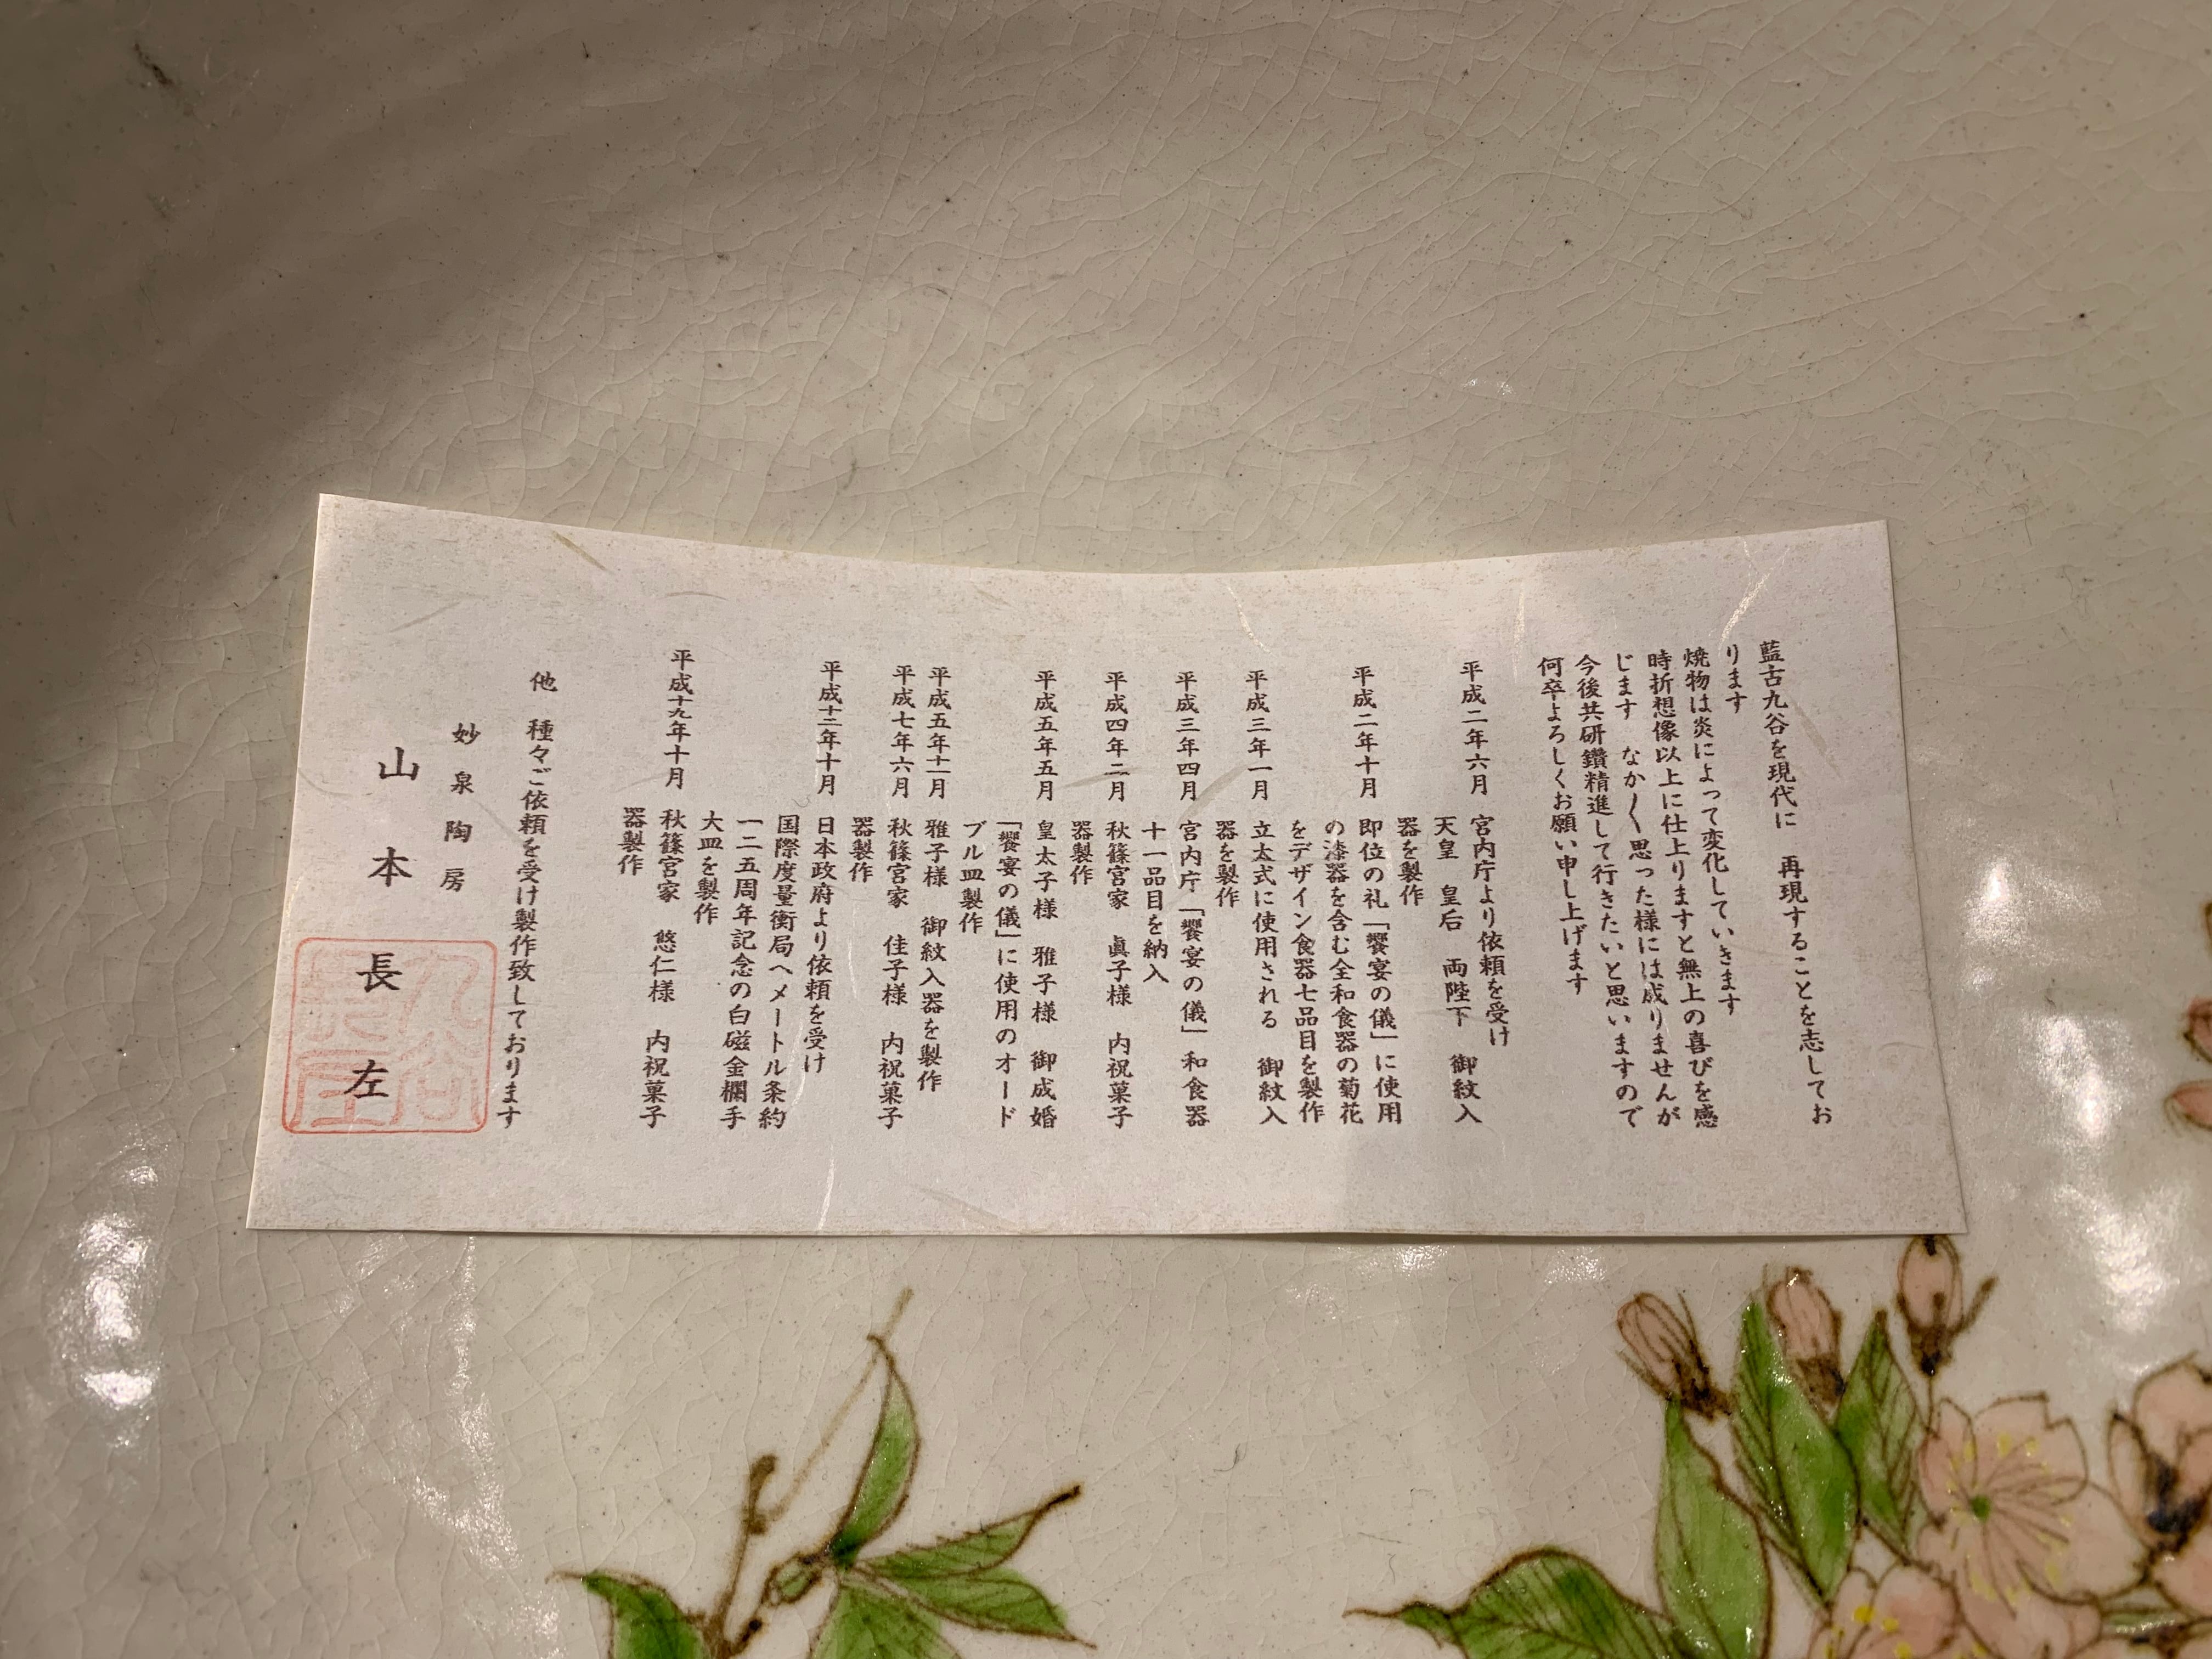 藍古九谷を現代に　再現することを志してお
ります
焼物は炎によって変化していきます
時折想像以上に仕上りますと無上の喜びを感
じます　なか〱思った様には成りませんが
今後共研鑽精進して行きたいと思いますので
何卒よろしくお願い申し上げます
平成二年六月　宮内庁より依頼を受け
天皇　皇后　両陛下　御紋入
器を製作
平成二年十月　即位の礼「饗宴の儀」に使用
の漆器を含む全和食器の菊花
をデザイン食器七品目を製作
平成三年一月　立太式に使用される　御紋入
器を製作
平成三年四月　宮内庁「饗宴の儀」和食器
十一品目を納入
平成四年二月　秋篠宮家　眞子様　内祝菓子
器製作
平成五年五月　皇太子様　雅子様　御成婚
「饗宴の儀」に使用のオード
ブル皿製作
平成五年十二月　雅子様　御紋入器を製作
平成七年六月　秋篠宮家　佳子様　内祝菓子
器製作
平成十二年十月　日本政府より依頼を受け
国際度量衡局へメートル条約
一二五周年記念の白磁金襴手
大皿を製作
平成十九年十月　秋篠宮家　悠仁様　内祝菓子
器製作
他　種々ご依頼を受け製作致しております
妙泉陶房
山本長左
九谷